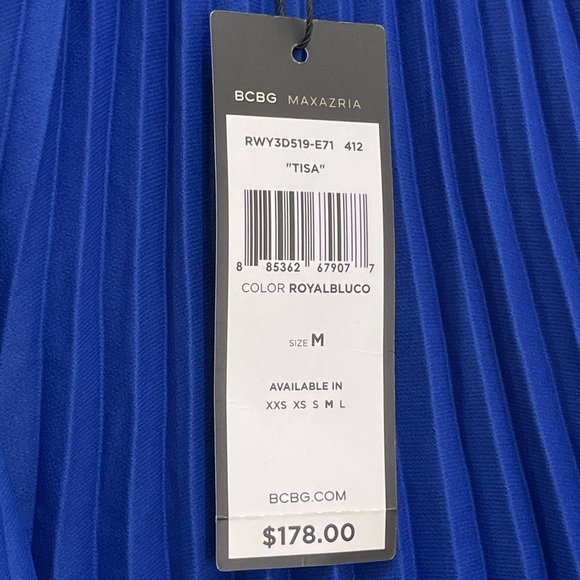 BCBG MAXAZRIA
RWY3D519-E71 412
"TISA"
8 85362 67907 7
COLOR ROYALBLUCO
SIZE M
AVAILABLE IN
XXS XS S M L
BCBG.COM
$178.00